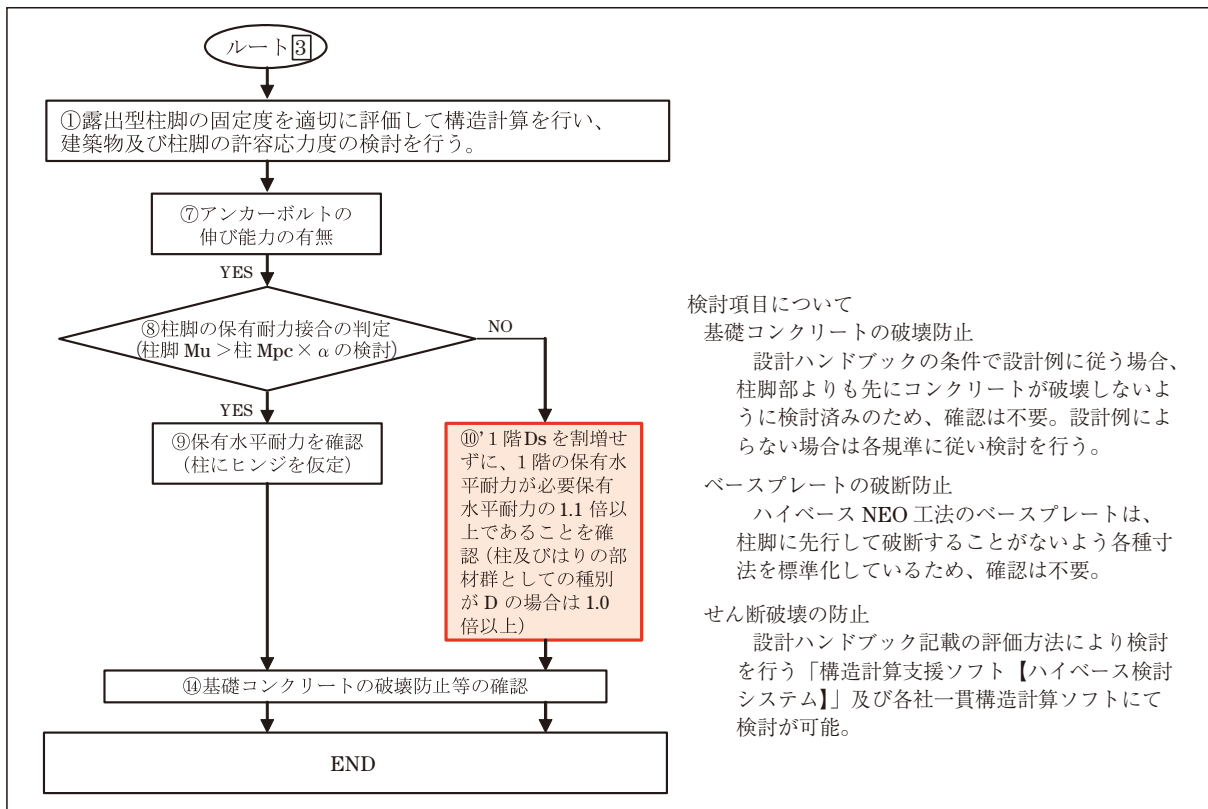 ルート3
①露出型柱脚の固定度を適切に評価して構造計算を行い、
建築物及び柱脚の許容応力度の検討を行う。
⑦アンカーボルトの
伸び能力の有無
YES
⑧柱脚の保有耐力接合の判定
(柱脚 Mu＞柱 Mpc× α の検討)
NO
YES
⑨保有水平耐力を確認
(柱にヒンジを仮定)
⑩’1 階 Ds を割増せ
ずに、1 階の保有水
平耐力が必要保有
水平耐力の 1.1 倍以
上であることを確
認（柱及びはりの部
材群としての種別
が D の場合は 1.0
倍以上）
⑭基礎コンクリートの破壊防止等の確認
END
検討項目について
基礎コンクリートの破壊防止
設計ハンドブックの条件で設計例に従う場合、
柱脚部よりも先にコンクリートが破壊しないよ
うに検討済みのため、確認は不要。設計例によ
らない場合は各規準に従い検討を行う。
ベースプレートの破断防止
ハイベース NEO 工法のベースプレートは、
柱脚に先行して破断することがないよう各種寸
法を標準化しているため、確認は不要。
せん断破壊の防止
設計ハンドブック記載の評価方法により検討
を行う「構造計算支援ソフト【ハイベース検討
システム】」及び各社一貫構造計算ソフトにて
検討が可能。